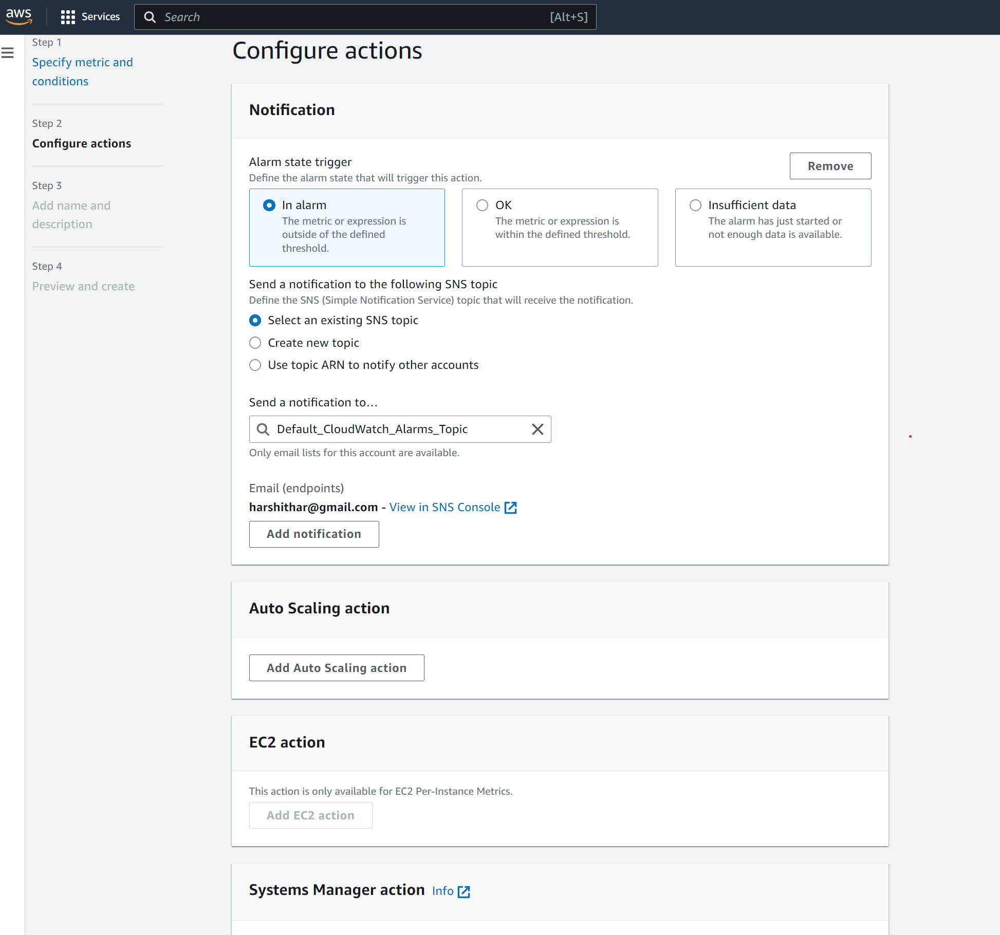 aws
Services
Search
[Alt+S]
Step 1
Specify metric and
conditions
Step 2
Configure actions
Step 3
Add name and
description
Step 4
Preview and create
Configure actions
Notification
Alarm state trigger
Define the alarm state that will trigger this action.
Remove
In alarm
The metric or expression is
outside of the defined
threshold.
OK
The metric or expression is
within the defined threshold.
Insufficient data
The alarm has just started or
not enough data is available.
Send a notification to the following SNS topic
Define the SNS (Simple Notification Service) topic that will receive the notification.
Select an existing SNS topic
Create new topic
Use topic ARN to notify other accounts
Send a notification to…
Default_CloudWatch_Alarms_Topic
Only email lists for this account are available.
Email (endpoints)
harshithar@gmail.com - View in SNS Console
Add notification
Auto Scaling action
Add Auto Scaling action
EC2 action
This action is only available for EC2 Per-Instance Metrics.
Add EC2 action
Systems Manager action Info